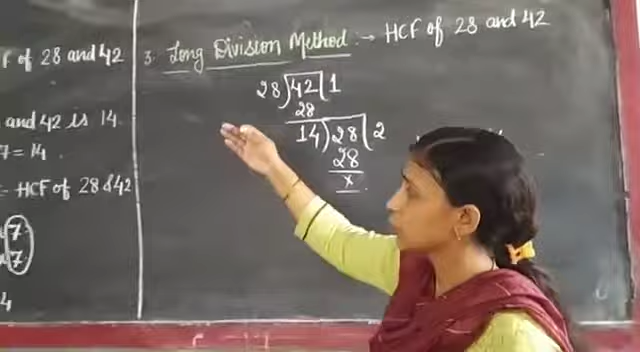 F of 28 and 42
and 42 is 14
7 = 14
- HCF of 28 & 42
7
7
4
3. Long Division Method :→ HCF of 28 and 42
28)42(1
28
14)28(2
28
x